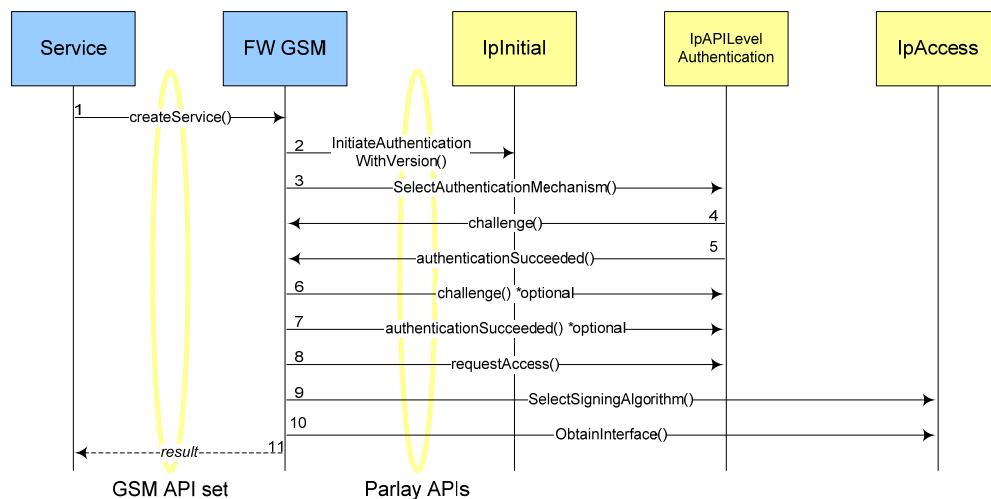 Service
FW GSM
IpInitial
IpAPILevel
Authentication
IpAccess
1
createService()
2
InitiateAuthentication
WithVersion()
3
SelectAuthenticationMechanism()
challenge()
4
authenticationSucceeded()
5
6
challenge() *optional
7
authenticationSucceeded() *optional
8
requestAccess()
9
SelectSigningAlgorithm()
10
ObtainInterface()
result
11
GSM API set
Parlay APIs